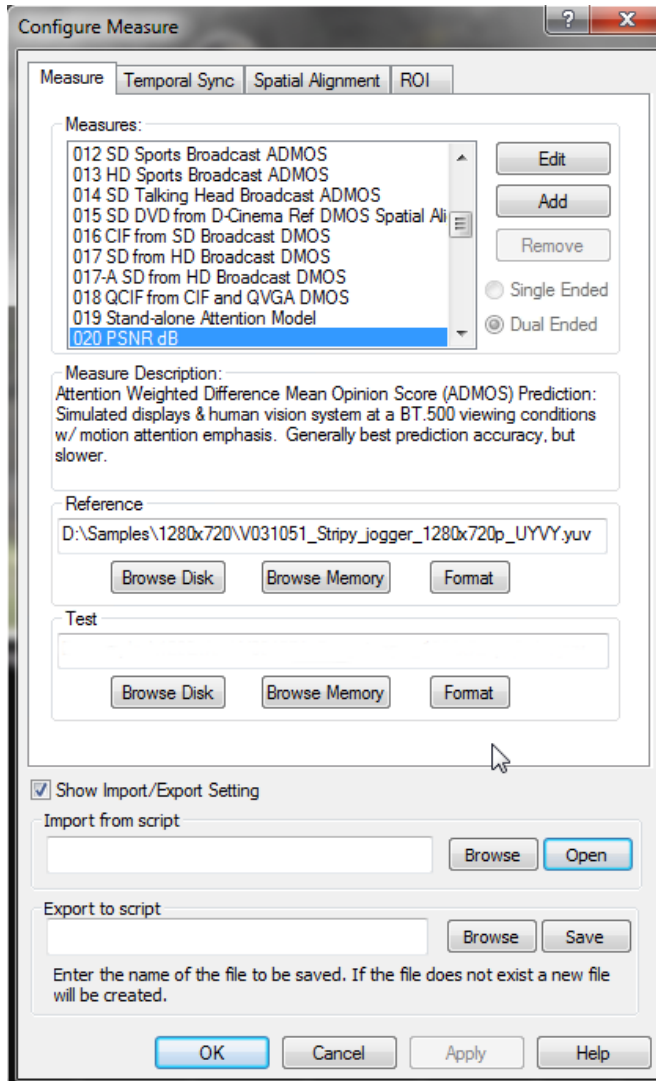 Configure Measure
Measure
Temporal Sync
Spatial Alignment
ROI
Measures:
012 SD Sports Broadcast ADMOS
013 HD Sports Broadcast ADMOS
014 SD Talking Head Broadcast ADMOS
015 SD DVD from D-Cinema Ref DMOS Spatial Ali
016 CIF from SD Broadcast DMOS
017 SD from HD Broadcast DMOS
017-A SD from HD Broadcast DMOS
018 QCIF from CIF and QVGA DMOS
019 Stand-alone Attention Model
020 PSNR dB
Edit
Add
Remove
Single Ended
Dual Ended
Measure Description:
Attention Weighted Difference Mean Opinion Score (ADMOS) Prediction:
Simulated displays & human vision system at a BT.500 viewing conditions
w/ motion attention emphasis.  Generally best prediction accuracy, but
slower.
Reference
D:\Samples\1280x720\V031051_Stripy_jogger_1280x720p_UYVY.yuv
Browse Disk
Browse Memory
Format
Test
Browse Disk
Browse Memory
Format
Show Import/Export Setting
Import from script
Browse
Open
Export to script
Browse
Save
Enter the name of the file to be saved. If the file does not exist a new file
will be created.
OK
Cancel
Apply
Help